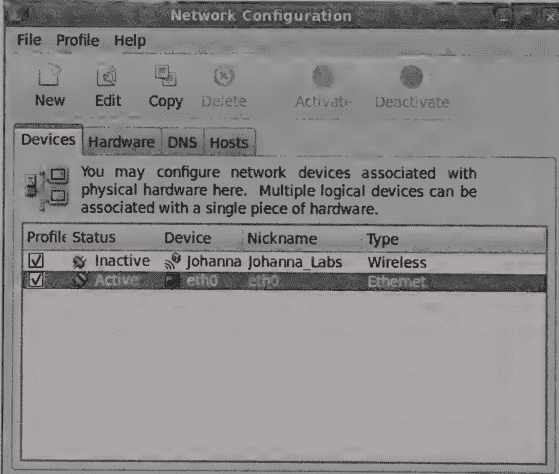 Network Configuration
File Profile Help
New Edit Copy Delete Activate Deactivate
Devices Hardware DNS Hosts
You may configure network devices associated with
physical hardware here. Multiple logical devices can be
associated with a single piece of hardware.
Profile Status Device Nickname Type
Inactive Johanna Johanna_Labs Wireless
Active eth0 eth0 Ethernet